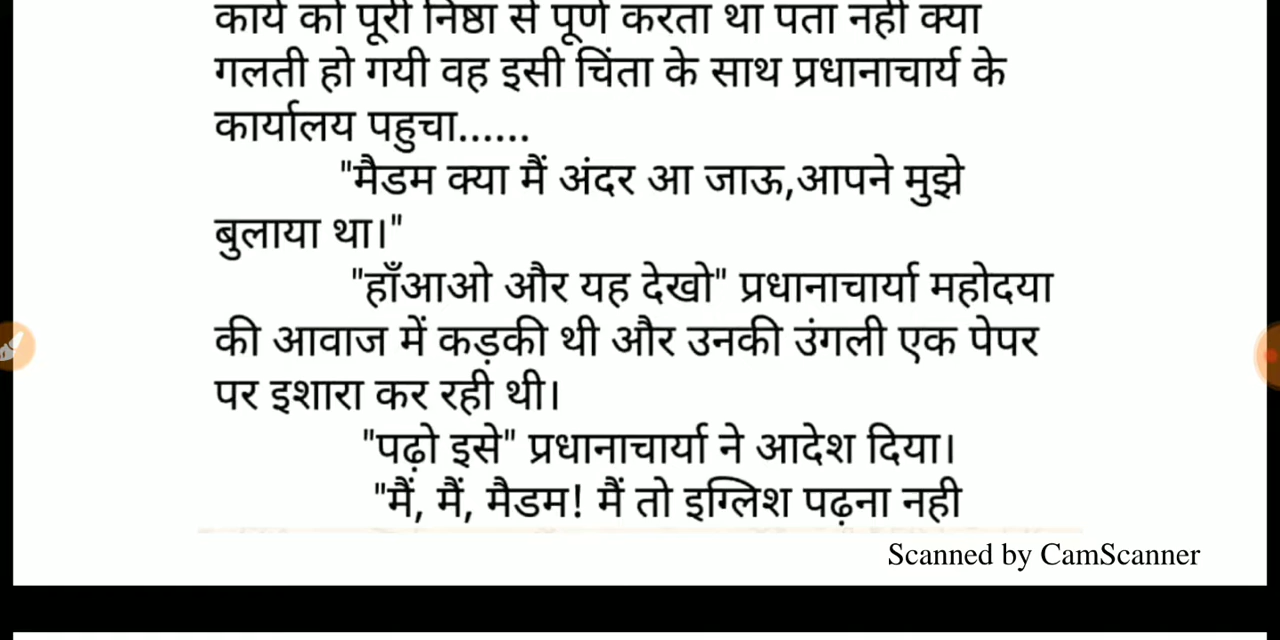 कार्य को पूरी निष्ठा से पूर्ण करता था पता नही क्या
गलती हो गयी वह इसी चिंता के साथ प्रधानाचार्य के
कार्यालय पहुचा......
"मैडम क्या मैं अंदर आ जाऊ,आपने मुझे
बुलाया था।"
"हाँआओ और यह देखो" प्रधानाचार्या महोदया
की आवाज में कड़की थी और उनकी उंगली एक पेपर
पर इशारा कर रही थी।
"पढ़ो इसे" प्रधानाचार्या ने आदेश दिया।
"मैं, मैं, मैडम! मैं तो इग्लिश पढ़ना नही
Scanned by CamScanner